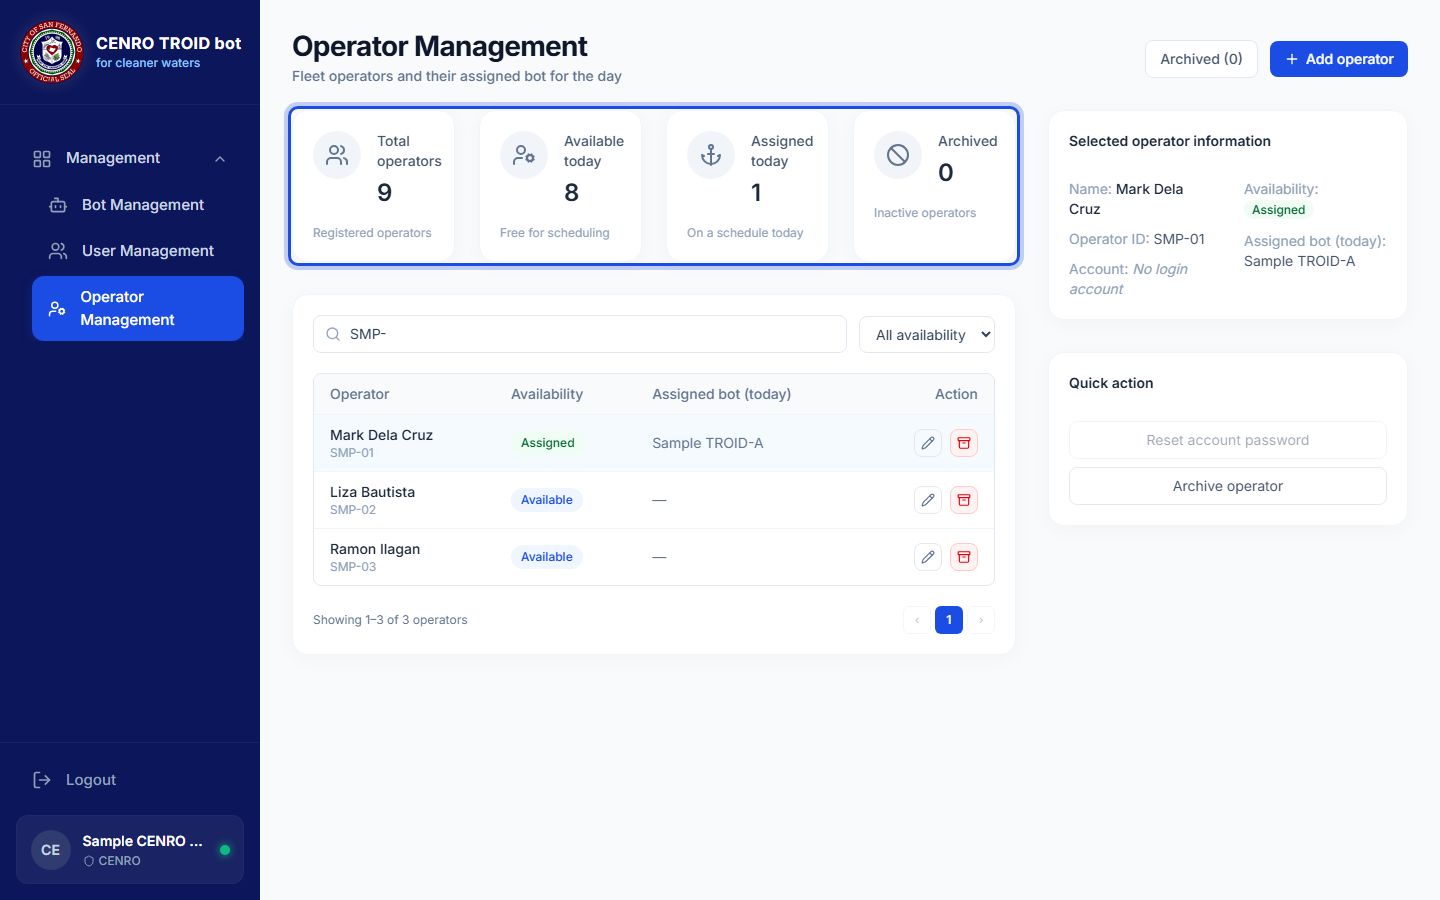 CITY OF SAN FERNANDO
OFFICIAL SEAL
CENRO TROID bot
for cleaner waters
Management
Bot Management
User Management
Operator
Management
Logout
CE
Sample CENRO ...
CENRO
Operator Management
Fleet operators and their assigned bot for the day
Archived (0)
+ Add operator
Total
operators
9
Registered operators
Available
today
8
Free for scheduling
Assigned
today
1
On a schedule today
Archived
0
Inactive operators
SMP-
All availability
Operator Availability Assigned bot (today) Action
Mark Dela Cruz
SMP-01
Assigned
Sample TROID-A
Liza Bautista
SMP-02
Available
—
Ramon Ilagan
SMP-03
Available
—
Showing 1–3 of 3 operators
‹ 1 ›
Selected operator information
Name: Mark Dela
Cruz
Operator ID: SMP-01
Account: No login
account
Availability:
Assigned
Assigned bot (today):
Sample TROID-A
Quick action
Reset account password
Archive operator